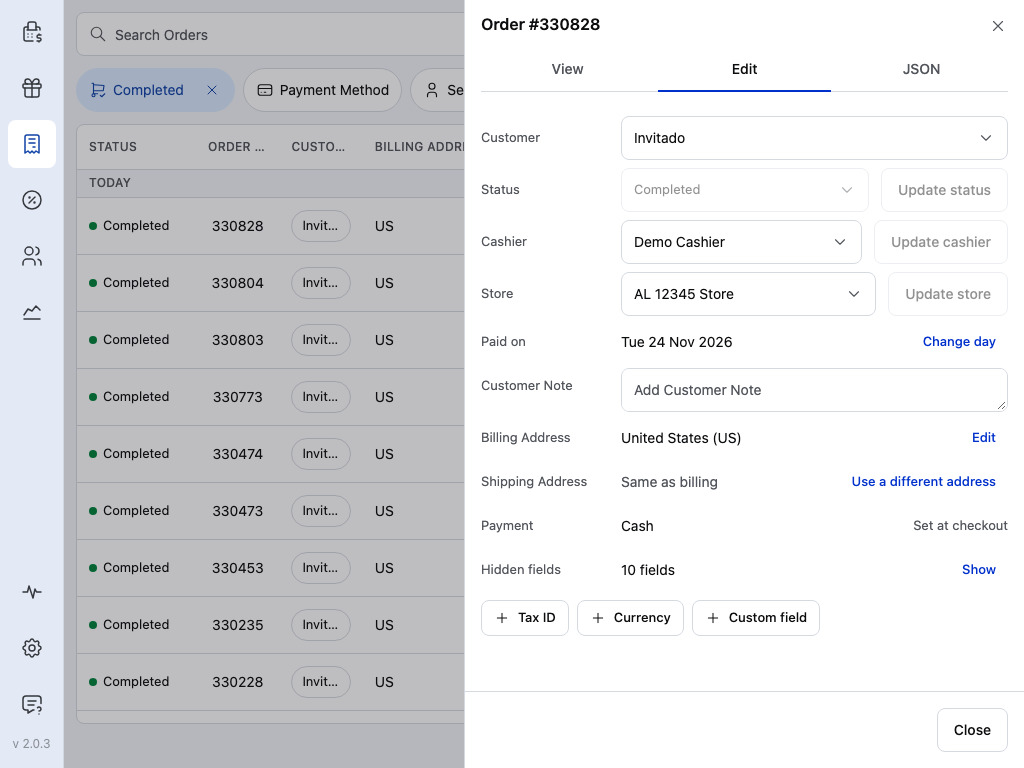 Search Orders
Completed
Payment Method
Se
STATUS ORDER ... CUSTO... BILLING ADDR
TODAY
Completed 330828 Invit... US
Completed 330804 Invit... US
Completed 330803 Invit... US
Completed 330773 Invit... US
Completed 330474 Invit... US
Completed 330473 Invit... US
Completed 330453 Invit... US
Completed 330235 Invit... US
Completed 330228 Invit... US
v 2.0.3
Order #330828
View Edit JSON
Customer Invitado
Status Completed Update status
Cashier Demo Cashier Update cashier
Store AL 12345 Store Update store
Paid on Tue 24 Nov 2026 Change day
Customer Note Add Customer Note
Billing Address United States (US) Edit
Shipping Address Same as billing Use a different address
Payment Cash Set at checkout
Hidden fields 10 fields Show
Tax ID Currency Custom field
Close